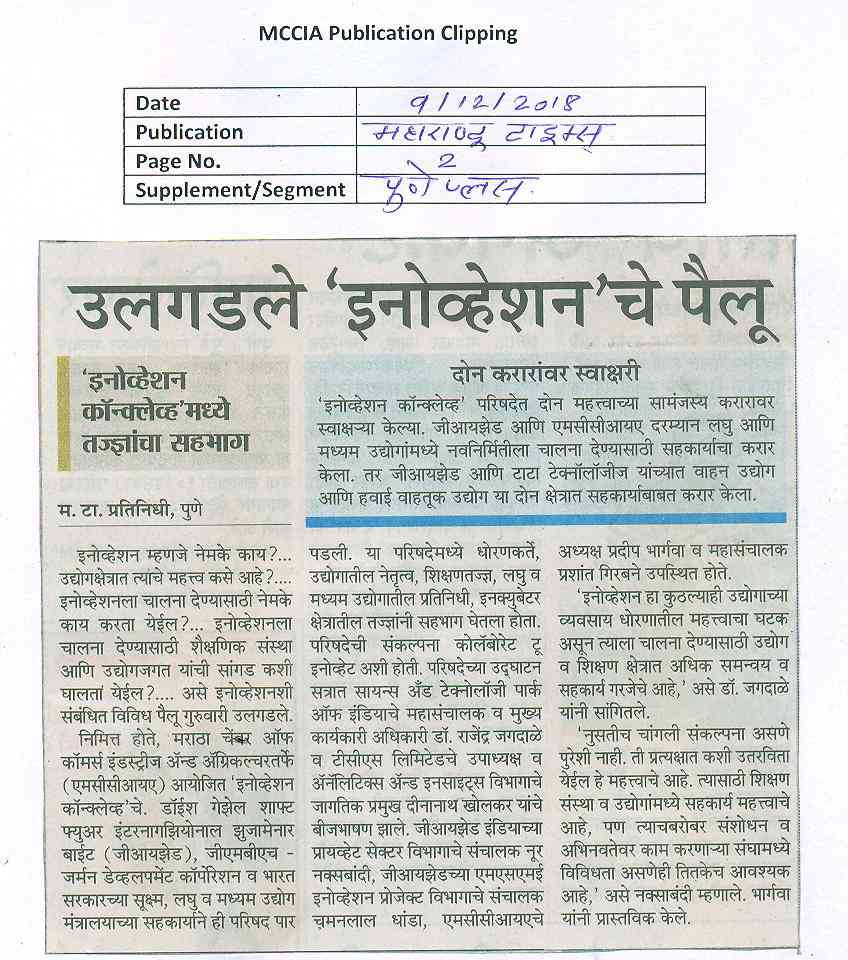 MCCIA Publication Clipping
Date 9/12/2018
Publication महाराष्ट्र टाइम्स
Page No. 2
Supplement/Segment पुणे प्लस.
उलगडले 'इनोव्हेशन'चे पैलू
'इनोव्हेशन
कॉन्क्लेव्ह'मध्ये
तज्ज्ञांचा सहभाग
म. टा. प्रतिनिधी, पुणे
दोन करारांवर स्वाक्षरी
'इनोव्हेशन कॉन्क्लेव्ह' परिषदेत दोन महत्त्वाच्या सामंजस्य करारावर
स्वाक्षऱ्या केल्या. जीआयझेड आणि एमसीसीआयए दरम्यान लघु आणि
मध्यम उद्योगांमध्ये नवनिर्मितीला चालना देण्यासाठी सहकार्याचा करार
केला. तर जीआयझेड आणि टाटा टेक्नॉलॉजीज यांच्यात वाहन उद्योग
आणि हवाई वाहतूक उद्योग या दोन क्षेत्रात सहकार्याबाबत करार केला.
इनोव्हेशन म्हणजे नेमके काय?...
उद्योगक्षेत्रात त्याचे महत्त्व कसे आहे?....
इनोव्हेशनला चालना देण्यासाठी नेमके
काय करता येईल?... इनोव्हेशनला
चालना देण्यासाठी शैक्षणिक संस्था
आणि उद्योगजगत यांची सांगड कशी
घालता येईल?.... असे इनोव्हेशनशी
संबंधित विविध पैलू गुरुवारी उलगडले.
निमित्त होते, मराठा चेंबर ऑफ
कॉमर्स इंडस्ट्रीज अँण्ड अ‍ॅग्रिकल्चरतर्फे
(एमसीसीआयए) आयोजित 'इनोव्हेशन
कॉन्क्लेव्ह'चे. डॉईश गेझेल शाफ्ट
फ्युअर इंटरनागझियोनाल झुजामेनार
बाईट (जीआयझेड), जीएमबीएच -
जर्मन डेव्हलपमेंट कॉर्पोरेशन व भारत
सरकारच्या सूक्ष्म, लघु व मध्यम उद्योग
मंत्रालयाच्या सहकार्याने ही परिषद पार
पडली. या परिषदेमध्ये धोरणकर्ते,
उद्योगातील नेतृत्व, शिक्षणतज्ज्ञ, लघु व
मध्यम उद्योगातील प्रतिनिधी, इनक्युबेटर
क्षेत्रातील तज्ज्ञांनी सहभाग घेतला होता.
परिषदेची संकल्पना कोलॅबोरेट टू
इनोव्हेट अशी होती. परिषदेच्या उद्घाटन
सत्रात सायन्स अँड टेक्नोलॉजी पार्क
ऑफ इंडियाचे महासंचालक व मुख्य
कार्यकारी अधिकारी डॉ. राजेंद्र जगदाळे
व टीसीएस लिमिटेडचे उपाध्यक्ष व
अ‍ॅनॅलिटिक्स अ‍ॅन्ड इनसाइट्स विभागाचे
जागतिक प्रमुख दीनानाथ खोलकर यांचे
बीजभाषण झाले. जीआयझेड इंडियाच्या
प्रायव्हेट सेक्टर विभागाचे संचालक नूर
नक्सबांदी, जीआयझेडच्या एमएसएमई
इनोव्हेशन प्रोजेक्ट विभागाचे संचालक
चमनलाल धांडा, एमसीसीआयएचे
अध्यक्ष प्रदीप भार्गवा व महासंचालक
प्रशांत गिरबने उपस्थित होते.
'इनोव्हेशन हा कुठल्याही उद्योगाच्या
व्यवसाय धोरणातील महत्त्वाचा घटक
असून त्याला चालना देण्यासाठी उद्योग
व शिक्षण क्षेत्रात अधिक समन्वय व
सहकार्य गरजेचे आहे,' असे डॉ. जगदाळे
यांनी सांगितले.
'नुसतीच चांगली संकल्पना असणे
पुरेशी नाही. ती प्रत्यक्षात कशी उतरविता
येईल हे महत्त्वाचे आहे. त्यासाठी शिक्षण
संस्था व उद्योगांमध्ये सहकार्य महत्त्वाचे
आहे, पण त्याचबरोबर संशोधन व
अभिनवतेवर काम करणाऱ्या संघामध्ये
विविधता असणेही तितकेच आवश्यक
आहे,' असे नक्साबंदी म्हणाले. भार्गवा
यांनी प्रास्तविक केले.